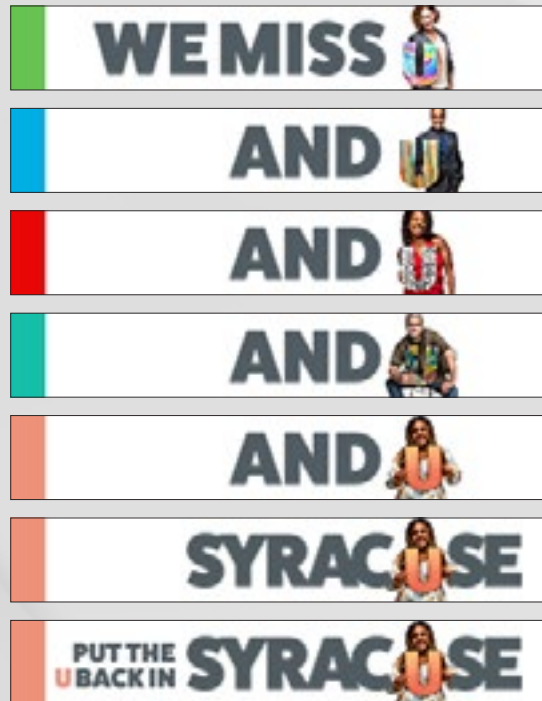 WE MISS U
AND U
AND U
AND U
AND U
SYRACUSE
PUT THE
U BACK IN SYRACUSE